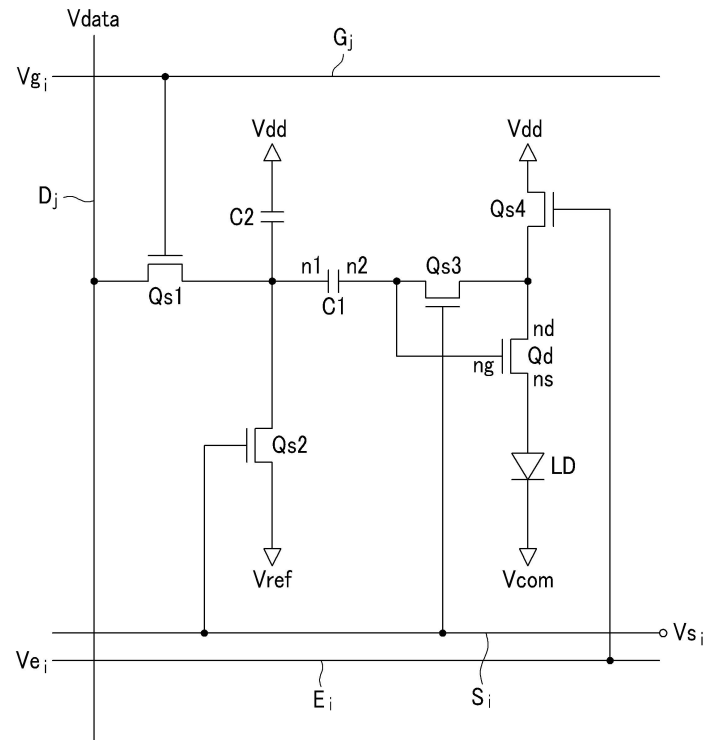 Vdata
Vgi
Gj
Vdd
Vdd
Dj
C2
Qs4
n1
n2
Qs3
Qs1
C1
nd
Qd
ng
ns
Qs2
LD
Vref
Vcom
Vsi
Vei
Ei
Si